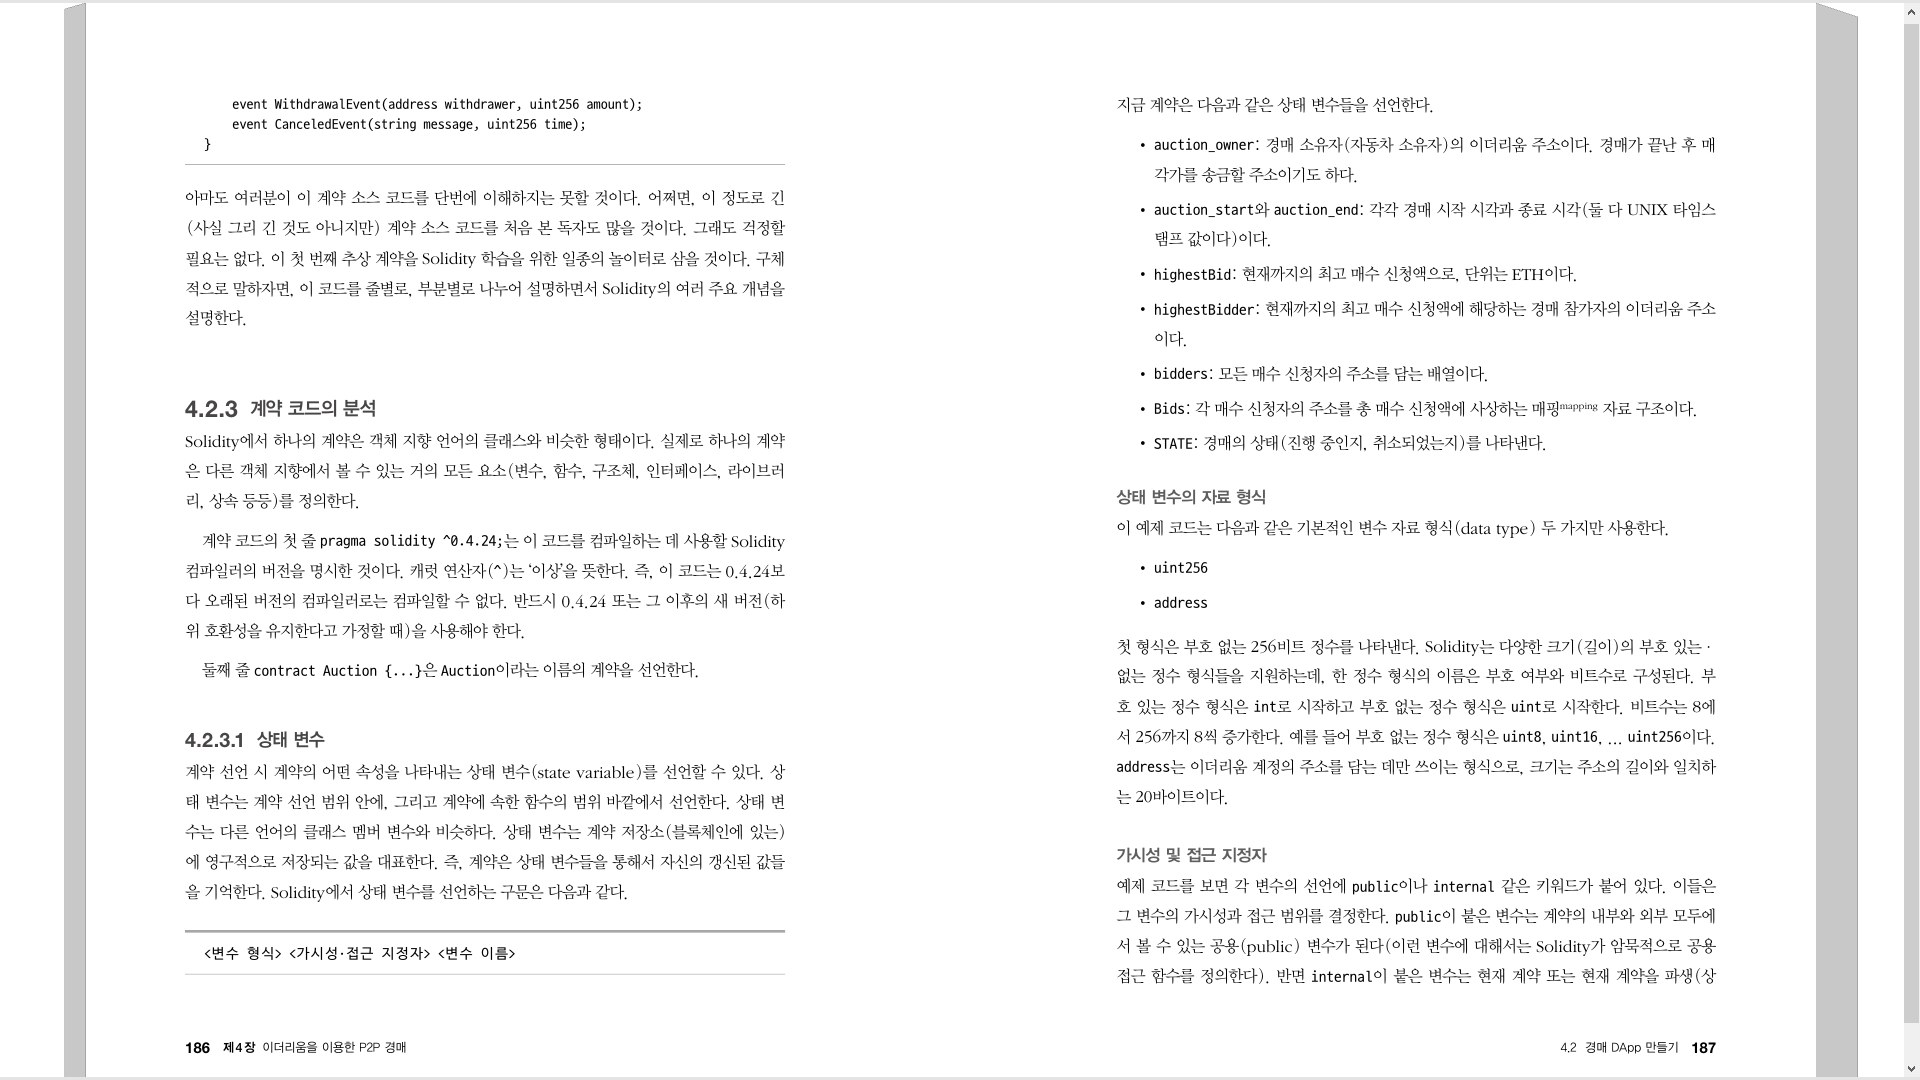 event WithdrawalEvent(address withdrawer, uint256 amount);
event CanceledEvent(string message, uint256 time);
}
아마도 여러분이 이 계약 소스 코드를 단번에 이해하지는 못할 것이다. 어쩌면, 이 정도로 긴
(사실 그리 긴 것도 아니지만) 계약 소스 코드를 처음 본 독자도 많을 것이다. 그래도 걱정할
필요는 없다. 이 첫 번째 추상 계약을 Solidity 학습을 위한 일종의 놀이터로 삼을 것이다. 구체
적으로 말하자면, 이 코드를 줄별로, 부분별로 나누어 설명하면서 Solidity의 여러 주요 개념을
설명한다.
4.2.3 계약 코드의 분석
Solidity에서 하나의 계약은 객체 지향 언어의 클래스와 비슷한 형태이다. 실제로 하나의 계약
은 다른 객체 지향에서 볼 수 있는 거의 모든 요소(변수, 함수, 구조체, 인터페이스, 라이브러
리, 상속 등등)를 정의한다.
계약 코드의 첫 줄 pragma solidity ^0.4.24;는 이 코드를 컴파일하는 데 사용할 Solidity
컴파일러의 버전을 명시한 것이다. 캐럿 연산자(^)는 '이상'을 뜻한다. 즉, 이 코드는 0.4.24보
다 오래된 버전의 컴파일러로는 컴파일할 수 없다. 반드시 0.4.24 또는 그 이후의 새 버전(하
위 호환성을 유지한다고 가정할 때)을 사용해야 한다.
둘째 줄 contract Auction {...}은 Auction이라는 이름의 계약을 선언한다.
4.2.3.1 상태 변수
계약 선언 시 계약의 어떤 속성을 나타내는 상태 변수(state variable)를 선언할 수 있다. 상
태 변수는 계약 선언 범위 안에, 그리고 계약에 속한 함수의 범위 바깥에서 선언한다. 상태 변
수는 다른 언어의 클래스 멤버 변수와 비슷하다. 상태 변수는 계약 저장소(블록체인에 있는)
에 영구적으로 저장되는 값을 대표한다. 즉, 계약은 상태 변수들을 통해서 자신의 갱신된 값들
을 기억한다. Solidity에서 상태 변수를 선언하는 구문은 다음과 같다.
<변수 형식> <가시성·접근 지정자> <변수 이름>
186 제4장 이더리움을 이용한 P2P 경매
지금 계약은 다음과 같은 상태 변수들을 선언한다.
• auction_owner: 경매 소유자(자동차 소유자)의 이더리움 주소이다. 경매가 끝난 후 매
각가를 송금할 주소이기도 하다.
• auction_start와 auction_end: 각각 경매 시작 시각과 종료 시각(둘 다 UNIX 타임스
탬프 값이다)이다.
• highestBid: 현재까지의 최고 매수 신청액으로, 단위는 ETH이다.
• highestBidder: 현재까지의 최고 매수 신청액에 해당하는 경매 참가자의 이더리움 주소
이다.
• bidders: 모든 매수 신청자의 주소를 담는 배열이다.
• Bids: 각 매수 신청자의 주소를 총 매수 신청액에 사상하는 매핑mapping 자료 구조이다.
• STATE: 경매의 상태(진행 중인지, 취소되었는지)를 나타낸다.
상태 변수의 자료 형식
이 예제 코드는 다음과 같은 기본적인 변수 자료 형식(data type) 두 가지만 사용한다.
• uint256
• address
첫 형식은 부호 없는 256비트 정수를 나타낸다. Solidity는 다양한 크기(길이)의 부호 있는·
없는 정수 형식들을 지원하는데, 한 정수 형식의 이름은 부호 여부와 비트수로 구성된다. 부
호 있는 정수 형식은 int로 시작하고 부호 없는 정수 형식은 uint로 시작한다. 비트수는 8에
서 256까지 8씩 증가한다. 예를 들어 부호 없는 정수 형식은 uint8, uint16, ... uint256이다.
address는 이더리움 계정의 주소를 담는 데만 쓰이는 형식으로, 크기는 주소의 길이와 일치하
는 20바이트이다.
가시성 및 접근 지정자
예제 코드를 보면 각 변수의 선언에 public이나 internal 같은 키워드가 붙어 있다. 이들은
그 변수의 가시성과 접근 범위를 결정한다. public이 붙은 변수는 계약의 내부와 외부 모두에
서 볼 수 있는 공용(public) 변수가 된다(이런 변수에 대해서는 Solidity가 암묵적으로 공용
접근 함수를 정의한다). 반면 internal이 붙은 변수는 현재 계약 또는 현재 계약을 파생(상
4.2 경매 DApp 만들기 187